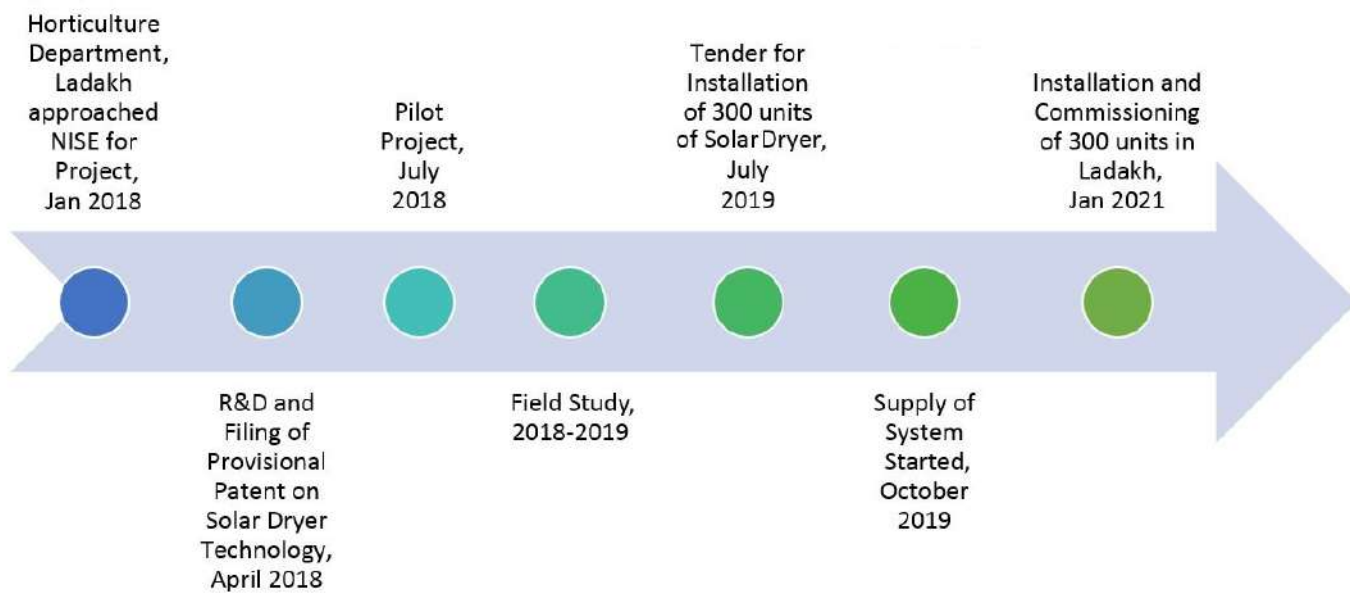 Horticulture
Department,
Ladakh
approached
NISE for
Project,
Jan 2018
R&D and
Filing of
Provisional
Patent on
Solar Dryer
Technology,
April 2018
Pilot
Project,
July
2018
Field Study,
2018-2019
Tender for
Installation
of 300 units
of Solar Dryer,
July
2019
Supply of
System
Started,
October
2019
Installation and
Commissioning
of 300 units in
Ladakh,
Jan 2021